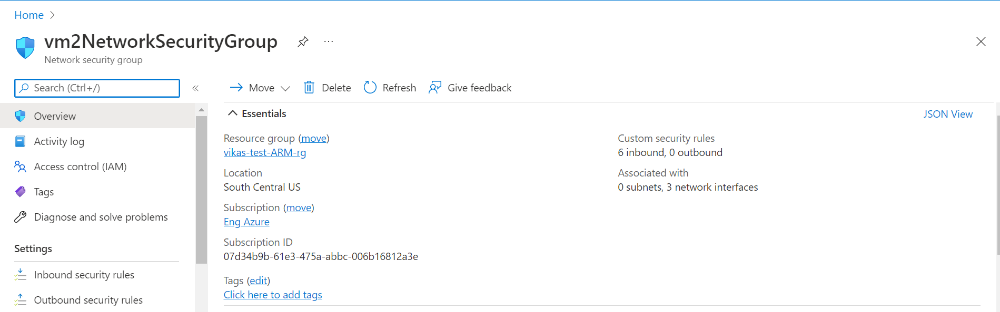 Home
vm2NetworkSecurityGroup
Network security group
Search (Ctrl+/)
Move Delete Refresh Give feedback
Overview
Activity log
Access control (IAM)
Tags
Diagnose and solve problems
Settings
Inbound security rules
Outbound security rules
Essentials
JSON View
Resource group (move)
vikas-test-ARM-rg
Location
South Central US
Subscription (move)
Eng Azure
Subscription ID
07d34b9b-61e3-475a-abbc-006b16812a3e
Custom security rules
6 inbound, 0 outbound
Associated with
0 subnets, 3 network interfaces
Tags (edit)
Click here to add tags